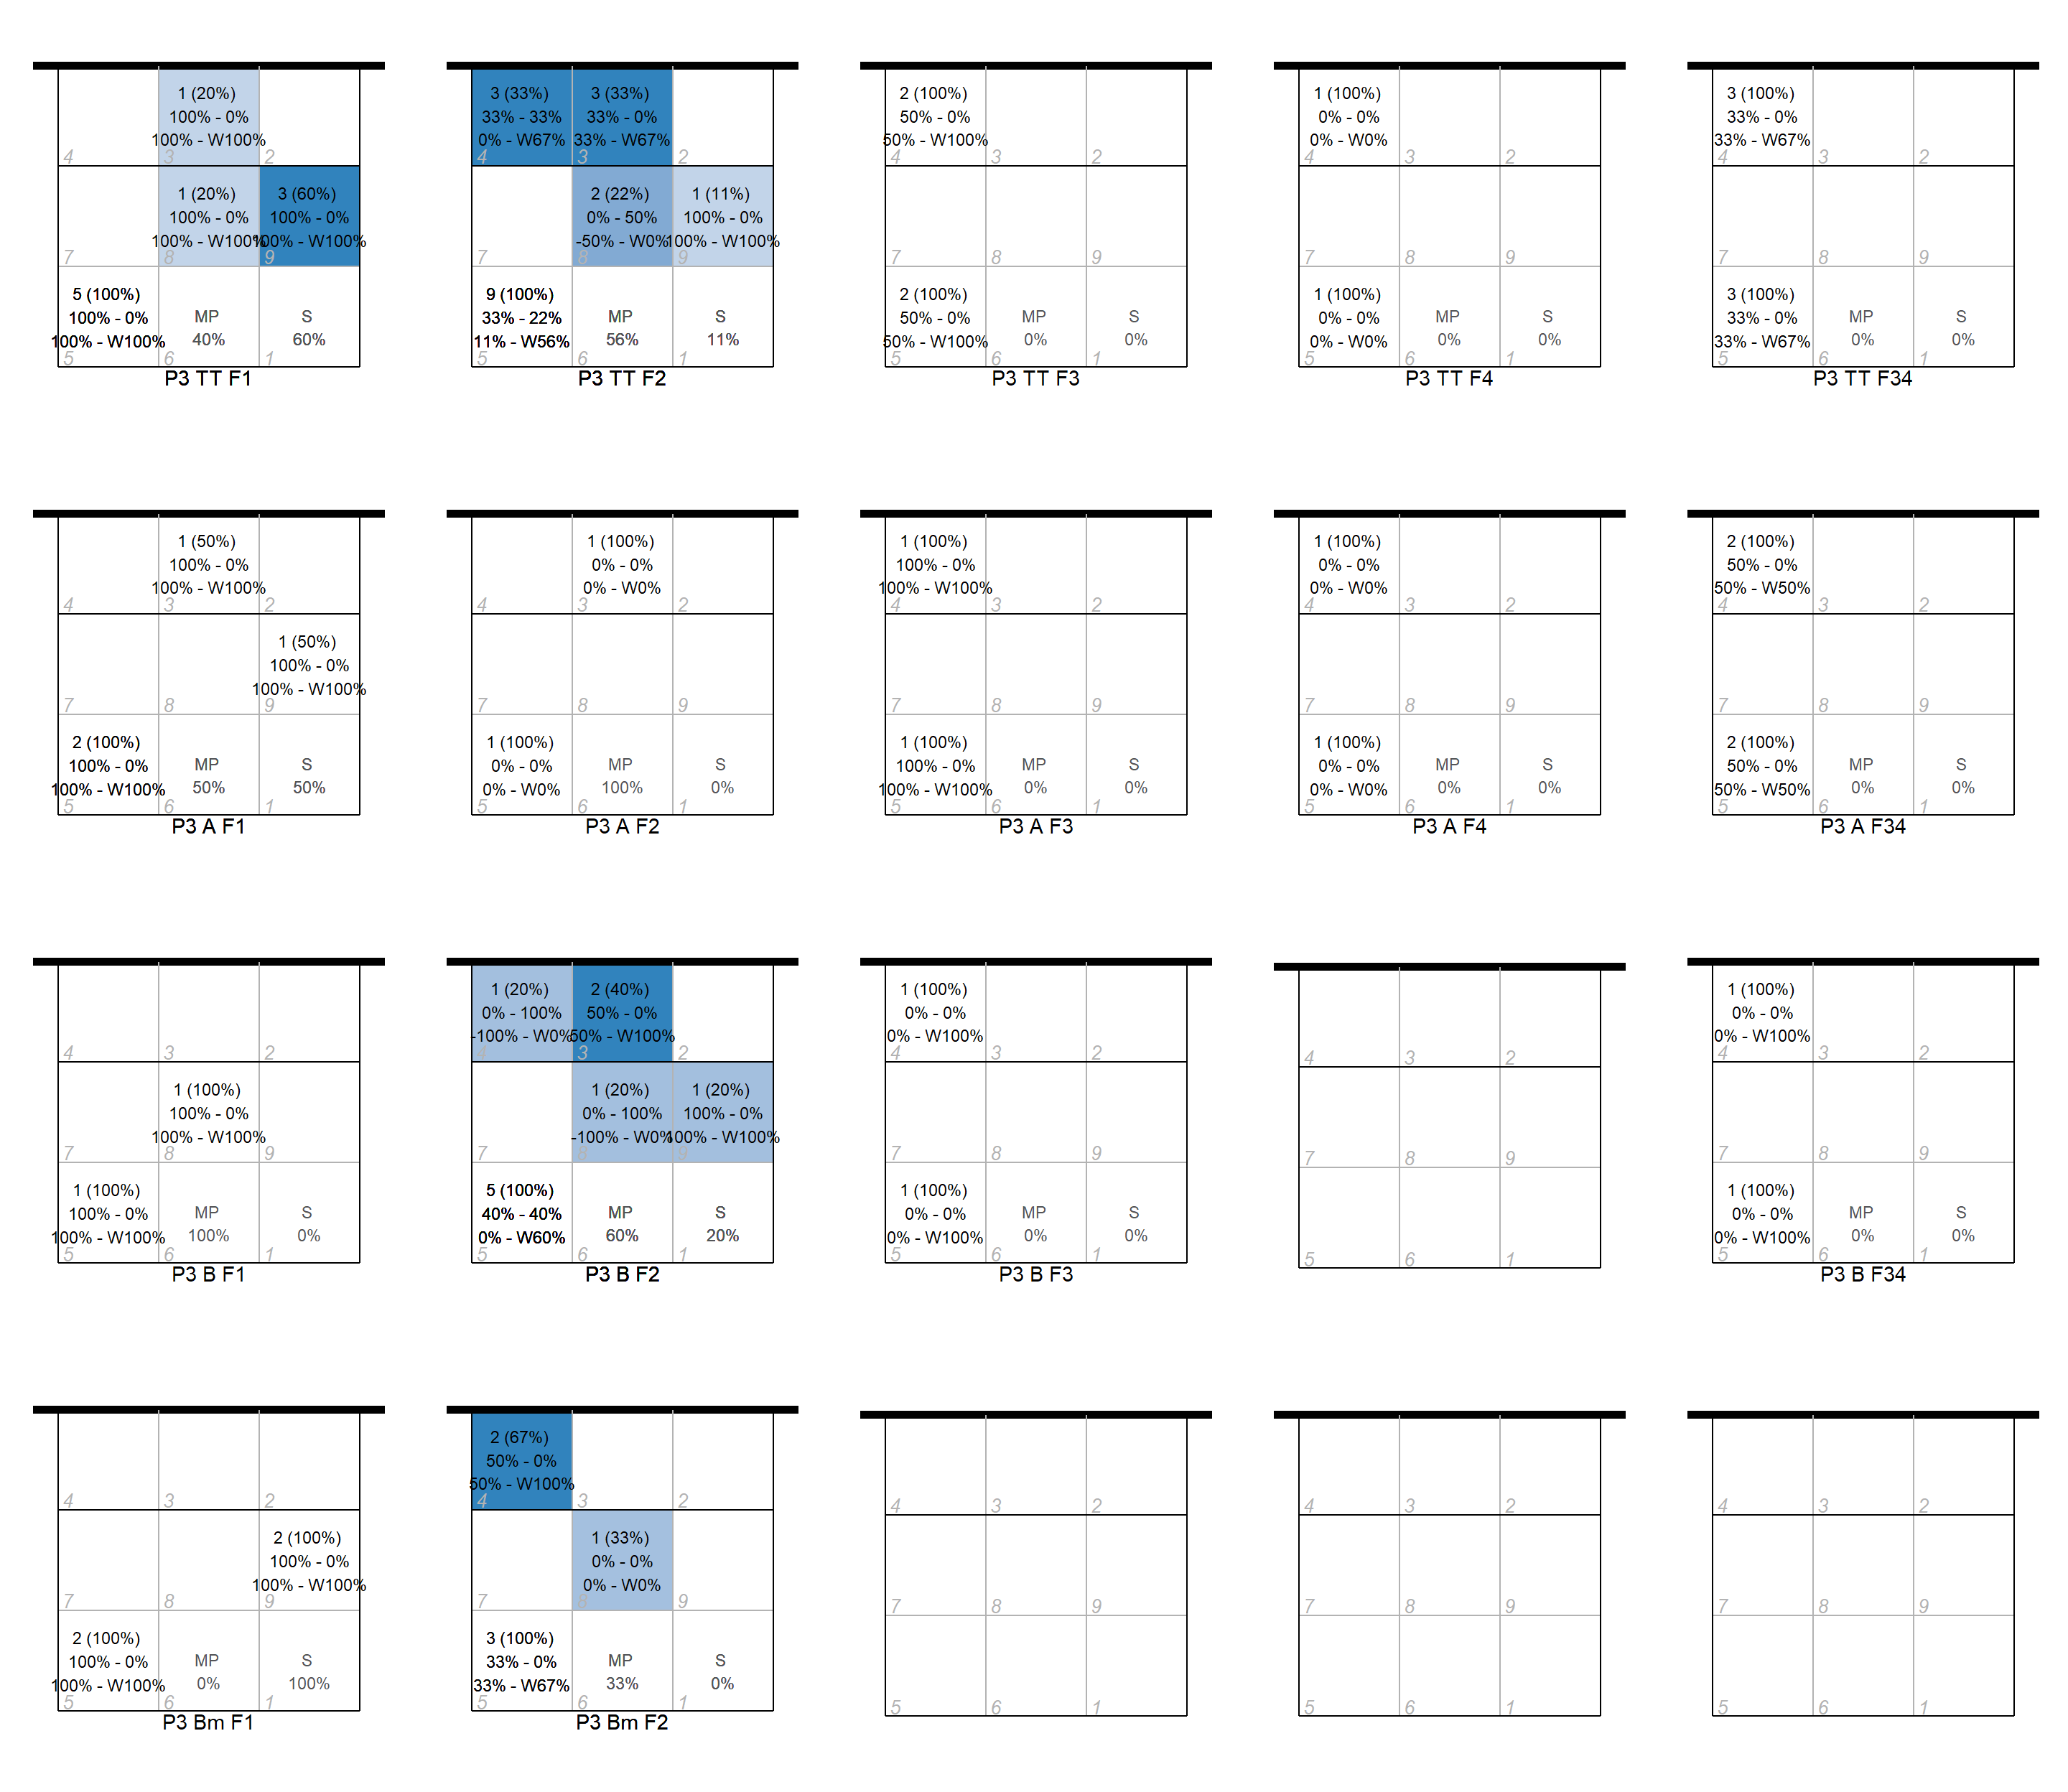 1 (20%)
100% - 0%
100% - W100%
4 3 2
1 (20%) 3 (60%)
100% - 0% 100% - 0%
100% - W100% 100% - W100%
7 8 9
5 (100%)
100% - 0% MP S
100% - W100% 40% 60%
5 6 1
P3 TT F1
3 (33%) 3 (33%)
33% - 33% 33% - 0%
0% - W67% 33% - W67%
4 3 2
2 (22%) 1 (11%)
0% - 50% 100% - 0%
-50% - W0% 100% - W100%
7 8 9
9 (100%)
33% - 22% MP S
11% - W56% 56% 11%
5 6 1
P3 TT F2
2 (100%)
50% - 0%
50% - W100%
4 3 2
7 8 9
2 (100%)
50% - 0% MP S
50% - W100% 0% 0%
5 6 1
P3 TT F3
1 (100%)
0% - 0%
0% - W0%
4 3 2
7 8 9
1 (100%)
0% - 0% MP S
0% - W0% 0% 0%
5 6 1
P3 TT F4
3 (100%)
33% - 0%
33% - W67%
4 3 2
7 8 9
3 (100%)
33% - 0% MP S
33% - W67% 0% 0%
5 6 1
P3 TT F34
1 (50%)
100% - 0%
100% - W100%
4 3 2
1 (50%)
100% - 0%
100% - W100%
7 8 9
2 (100%)
100% - 0% MP S
100% - W100% 50% 50%
5 6 1
P3 A F1
1 (100%)
0% - 0%
0% - W0%
4 3 2
7 8 9
1 (100%)
0% - 0% MP S
0% - W0% 100% 0%
5 6 1
P3 A F2
1 (100%)
100% - 0%
100% - W100%
4 3 2
7 8 9
1 (100%)
100% - 0% MP S
100% - W100% 0% 0%
5 6 1
P3 A F3
1 (100%)
0% - 0%
0% - W0%
4 3 2
7 8 9
1 (100%)
0% - 0% MP S
0% - W0% 0% 0%
5 6 1
P3 A F4
2 (100%)
50% - 0%
50% - W50%
4 3 2
7 8 9
2 (100%)
50% - 0% MP S
50% - W50% 0% 0%
5 6 1
P3 A F34
4 3 2
1 (100%)
100% - 0%
100% - W100%
7 8 9
1 (100%)
100% - 0% MP S
100% - W100% 100% 0%
5 6 1
P3 B F1
1 (20%) 2 (40%)
0% - 100% 50% - 0%
-100% - W0% 50% - W100%
4 3 2
1 (20%) 1 (20%)
0% - 100% 100% - 0%
-100% - W0% 100% - W100%
7 8 9
5 (100%)
40% - 40% MP S
0% - W60% 60% 20%
5 6 1
P3 B F2
1 (100%)
0% - 0%
0% - W100%
4 3 2
7 8 9
1 (100%)
0% - 0% MP S
0% - W100% 0% 0%
5 6 1
P3 B F3
4 3 2
7 8 9
5 6 1
1 (100%)
0% - 0%
0% - W100%
4 3 2
7 8 9
1 (100%)
0% - 0% MP S
0% - W100% 0% 0%
5 6 1
P3 B F34
4 3 2
2 (100%)
100% - 0%
100% - W100%
7 8 9
2 (100%)
100% - 0% MP S
100% - W100% 0% 100%
5 6 1
P3 Bm F1
2 (67%)
50% - 0%
50% - W100%
4 3 2
1 (33%)
0% - 0%
0% - W0%
7 8 9
3 (100%)
33% - 0% MP S
33% - W67% 33% 0%
5 6 1
P3 Bm F2
4 3 2
7 8 9
5 6 1
4 3 2
7 8 9
5 6 1
4 3 2
7 8 9
5 6 1